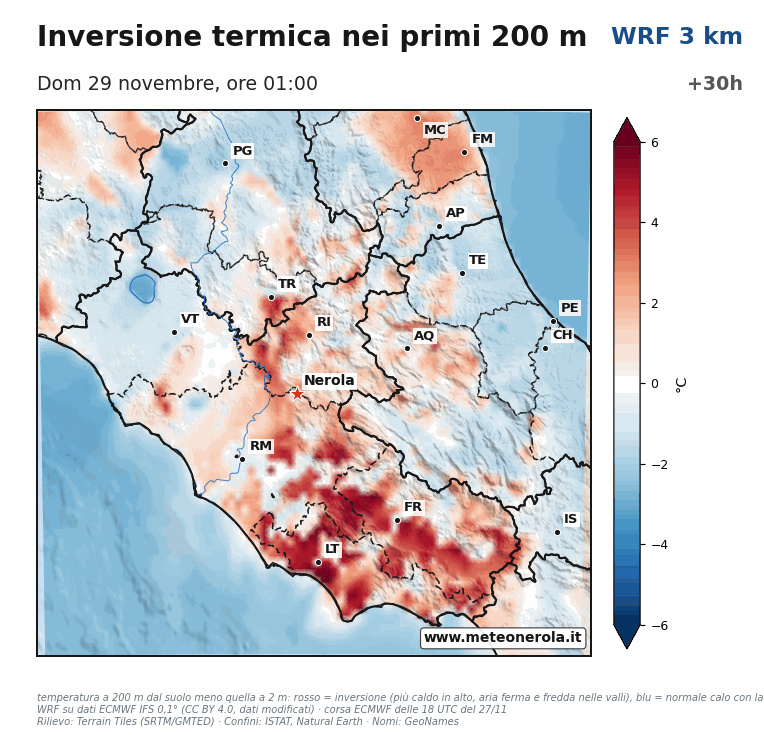 Inversione termica nei primi 200 m WRF 3 km
Dom 29 novembre, ore 01:00 +30h
MC
FM
PG
AP
TE
TR
PE
VT
RI
AQ
CH
Nerola
RM
FR
IS
LT
6
4
2
0
−2
−4
−6
°C
www.meteonerola.it
temperatura a 200 m dal suolo meno quella a 2 m: rosso = inversione (più caldo in alto, aria ferma e fredda nelle valli), blu = normale calo con la
WRF su dati ECMWF IFS 0,1° (CC BY 4.0, dati modificati) · corsa ECMWF delle 18 UTC del 27/11
Rilievo: Terrain Tiles (SRTM/GMTED) · Confini: ISTAT, Natural Earth · Nomi: GeoNames